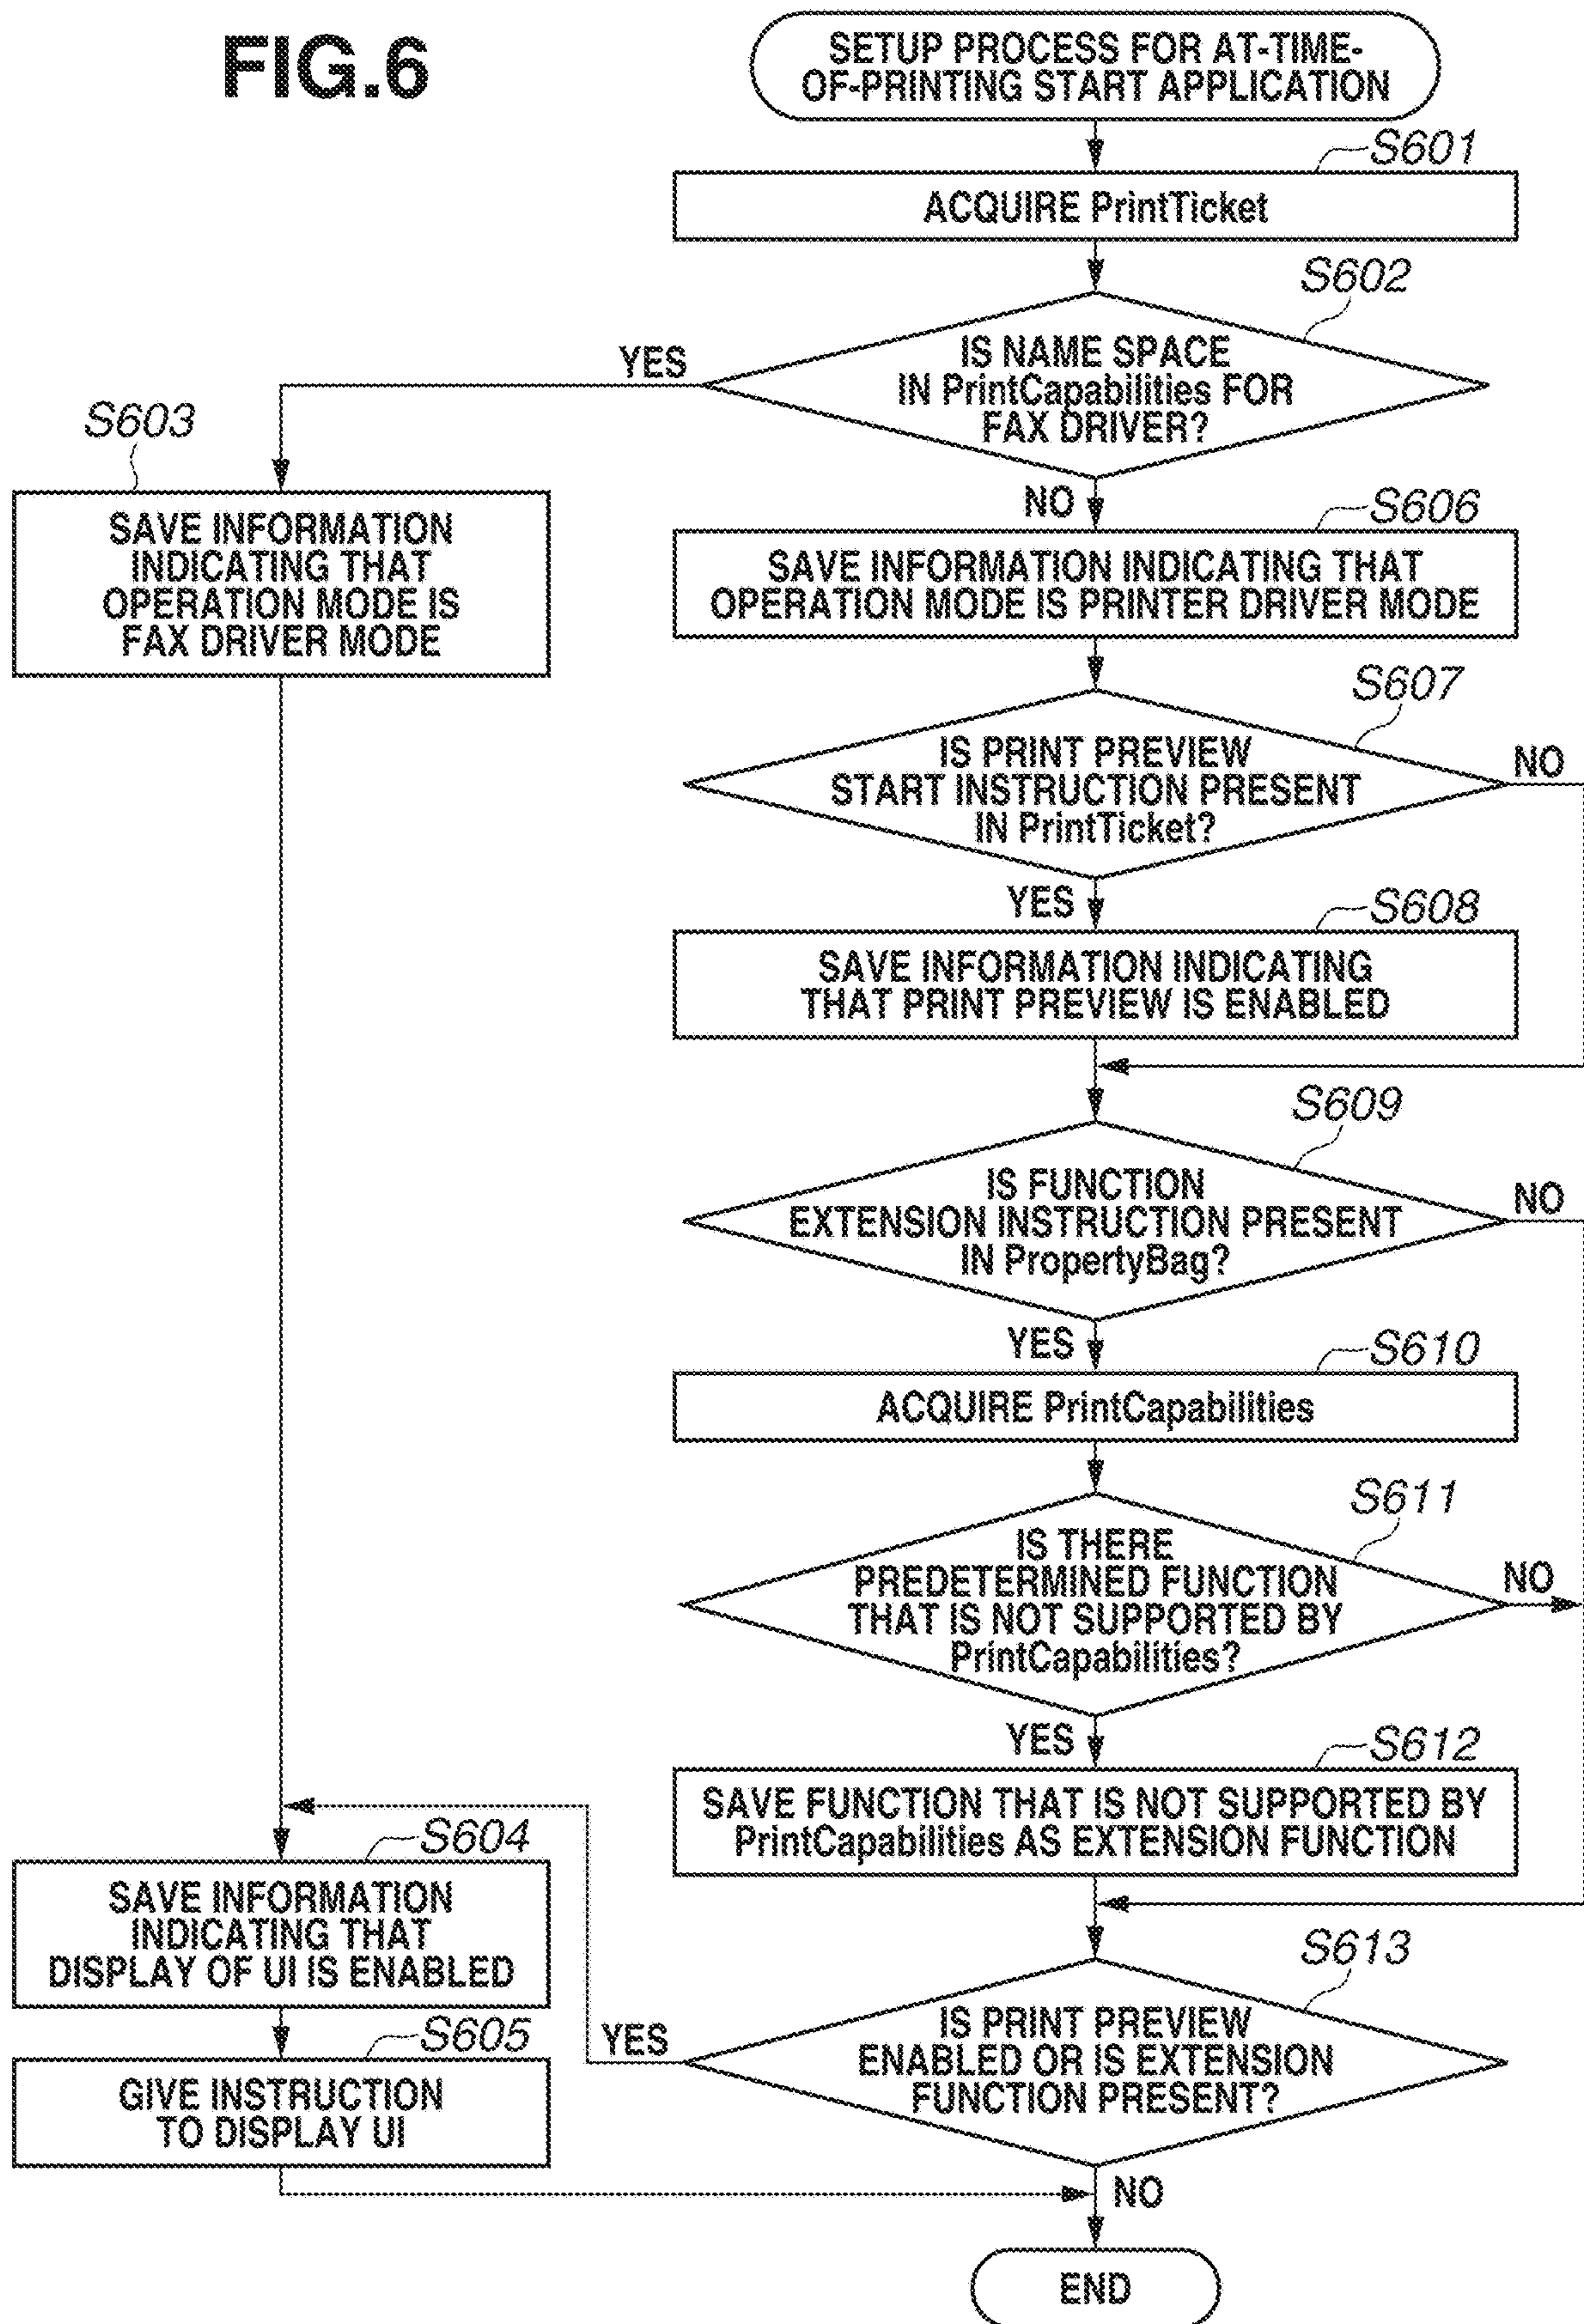 FIG.6
SETUP PROCESS FOR AT-TIME-
OF-PRINTING START APPLICATION
S601
ACQUIRE PrintTicket
S602
IS NAME SPACE
IN PrintCapabilities FOR
FAX DRIVER?
YES
NO
S603
SAVE INFORMATION
INDICATING THAT
OPERATION MODE IS
FAX DRIVER MODE
S606
SAVE INFORMATION INDICATING THAT
OPERATION MODE IS PRINTER DRIVER MODE
S607
IS PRINT PREVIEW
START INSTRUCTION PRESENT
IN PrintTicket?
NO
YES
S608
SAVE INFORMATION INDICATING
THAT PRINT PREVIEW IS ENABLED
S609
IS FUNCTION
EXTENSION INSTRUCTION PRESENT
IN PropertyBag?
NO
YES
S610
ACQUIRE PrintCapabilities
S611
IS THERE
PREDETERMINED FUNCTION
THAT IS NOT SUPPORTED BY
PrintCapabilities?
NO
YES
S612
SAVE FUNCTION THAT IS NOT SUPPORTED BY
PrintCapabilities AS EXTENSION FUNCTION
S604
SAVE INFORMATION
INDICATING THAT
DISPLAY OF UI IS ENABLED
S605
GIVE INSTRUCTION
TO DISPLAY UI
S613
IS PRINT PREVIEW
ENABLED OR IS EXTENSION
FUNCTION PRESENT?
YES
NO
END